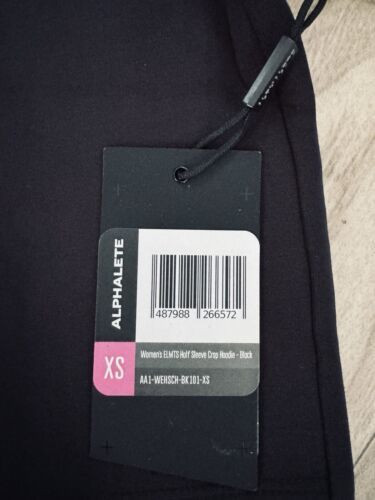 ALPHALETE
487988 266572
XS
Women's ELMTS Half Sleeve Crop Hoodie - Black
AA1-WEHSCH-BK101-XS